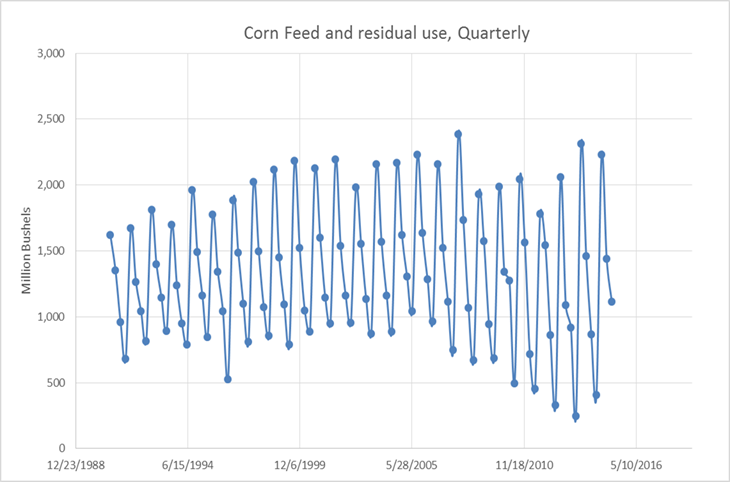 Corn Feed and residual use, Quarterly
Million Bushels
3,000
2,500
2,000
1,500
1,000
500
0
12/23/1988 6/15/1994 12/6/1999 5/28/2005 11/18/2010 5/10/2016